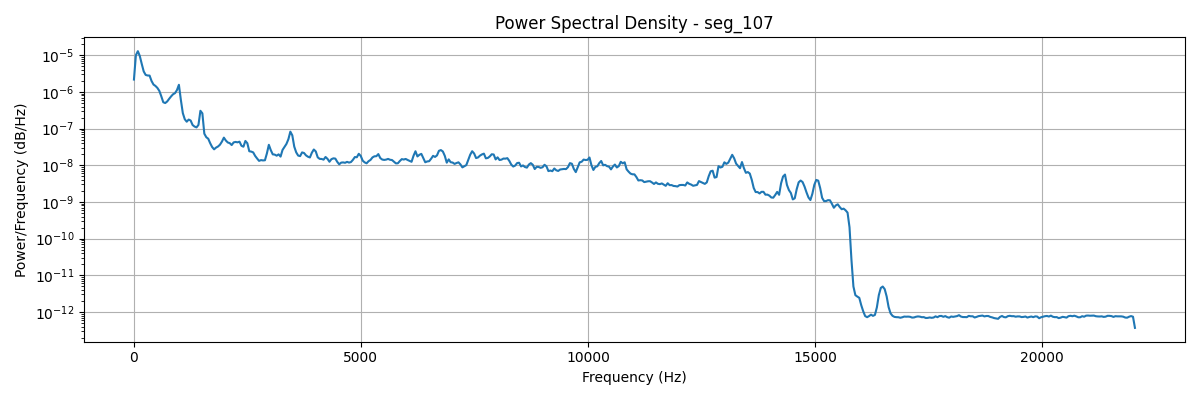 Power Spectral Density - seg_107
Power/Frequency (dB/Hz)
10⁻⁵
10⁻⁶
10⁻⁷
10⁻⁸
10⁻⁹
10⁻¹⁰
10⁻¹¹
10⁻¹²
0 5000 10000 15000 20000
Frequency (Hz)